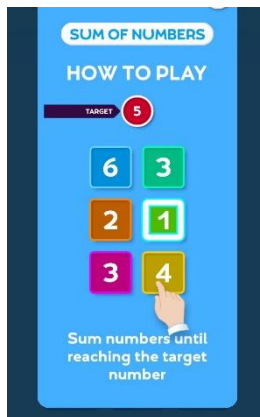 SUM OF NUMBERS
HOW TO PLAY
TARGET 5
6 3
2 1
3 4
Sum numbers until
reaching the target
number